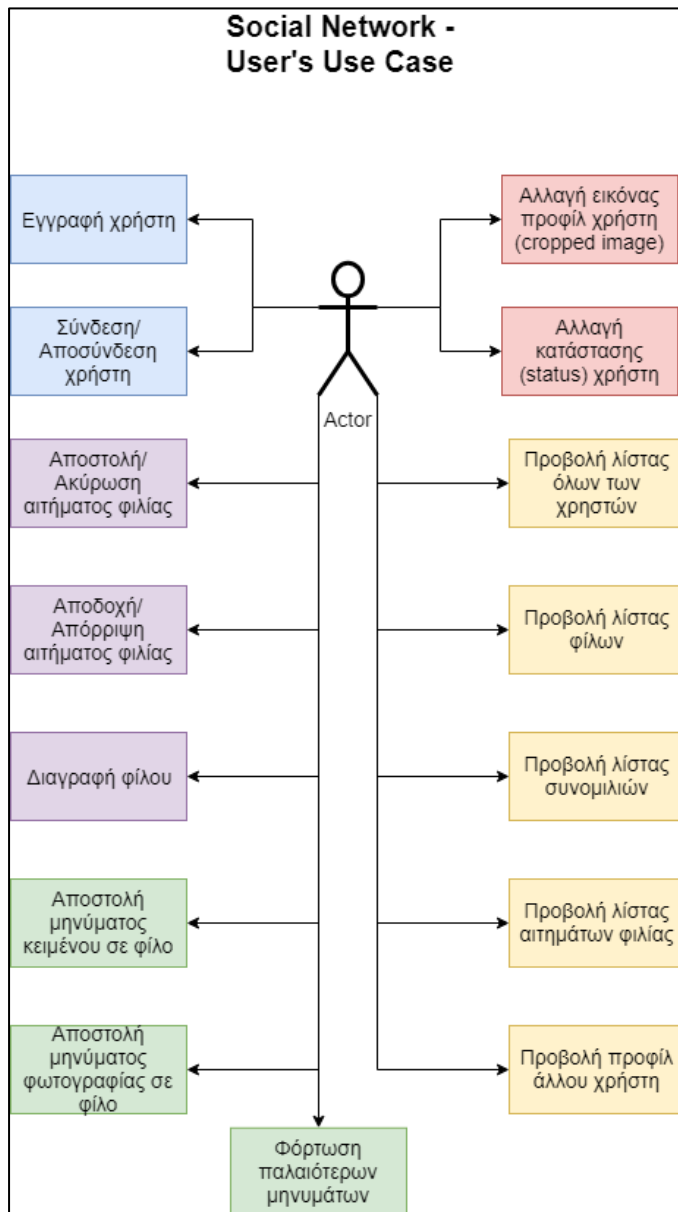 Social Network -
User's Use Case
Εγγραφή χρήστη
Αλλαγή εικόνας
προφίλ χρήστη
(cropped image)
Σύνδεση/
Αποσύνδεση
χρήστη
Αλλαγή
κατάστασης
(status) χρήστη
Actor
Αποστολή/
Ακύρωση
αιτήματος φιλίας
Προβολή λίστας
όλων των
χρηστών
Αποδοχή/
Απόρριψη
αιτήματος φιλίας
Προβολή λίστας
φίλων
Διαγραφή φίλου
Προβολή λίστας
συνομιλιών
Αποστολή
μηνύματος
κειμένου σε φίλο
Προβολή λίστας
αιτημάτων φιλίας
Αποστολή
μηνύματος
φωτογραφίας σε
φίλο
Προβολή προφίλ
άλλου χρήστη
Φόρτωση
παλαιότερων
μηνυμάτων